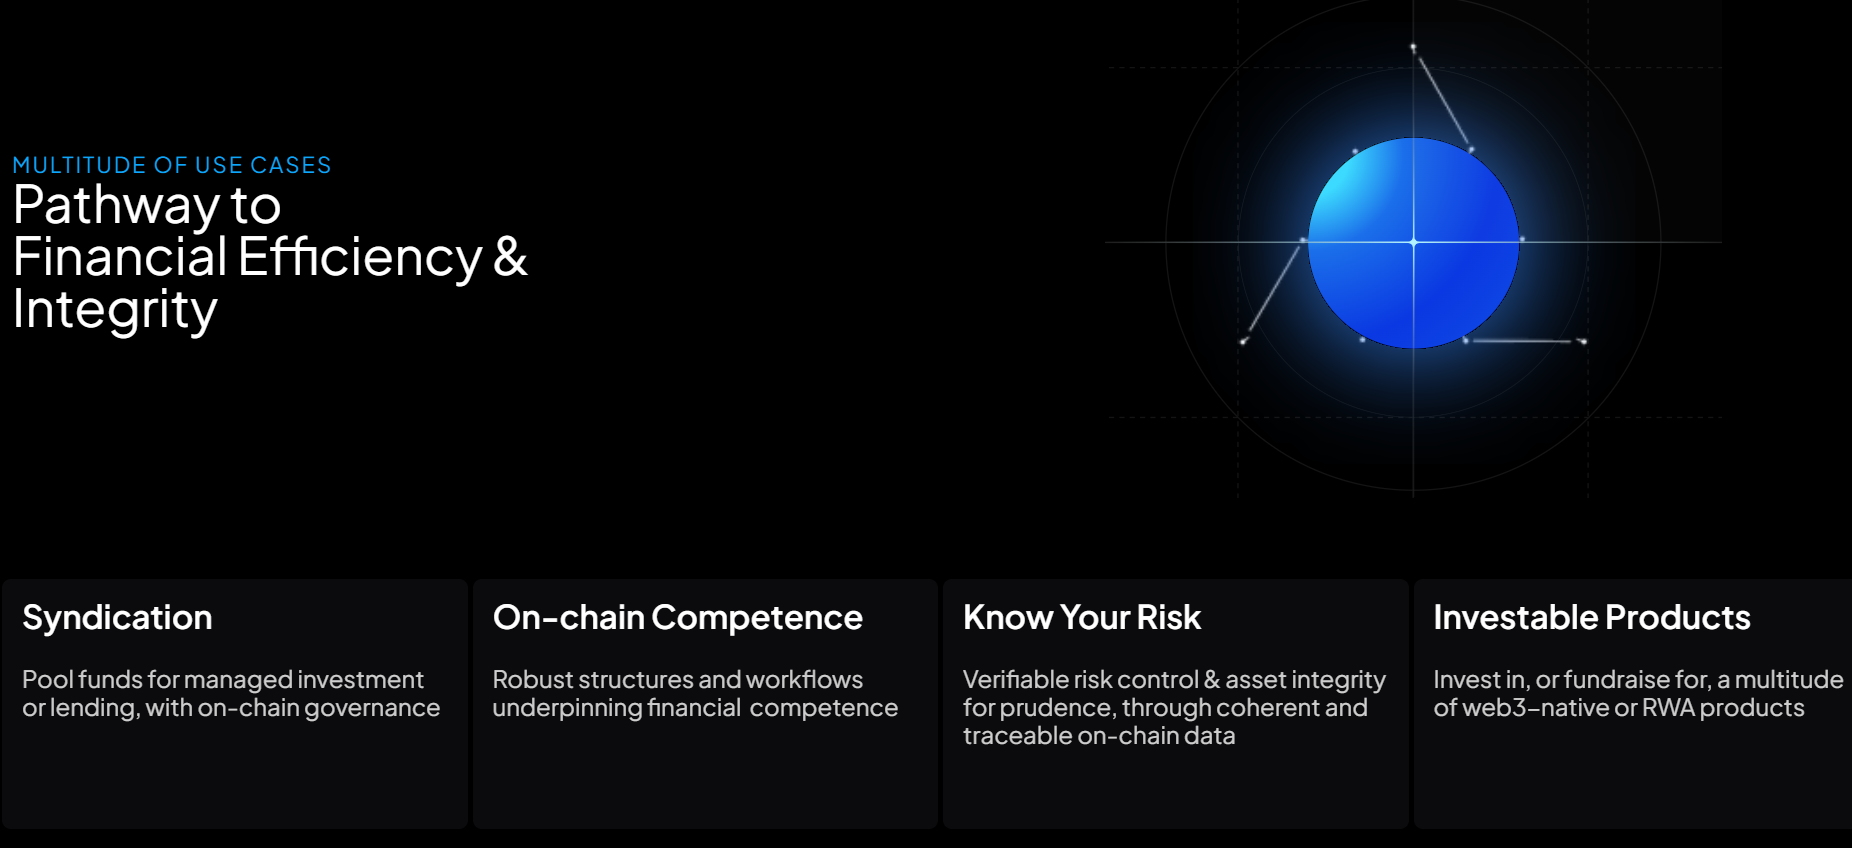 MULTITUDE OF USE CASES
Pathway to
Financial Efficiency &
Integrity
Syndication
Pool funds for managed investment
or lending, with on-chain governance
On-chain Competence
Robust structures and workflows
underpinning financial competence
Know Your Risk
Verifiable risk control & asset integrity
for prudence, through coherent and
traceable on-chain data
Investable Products
Invest in, or fundraise for, a multitude
of web3-native or RWA products